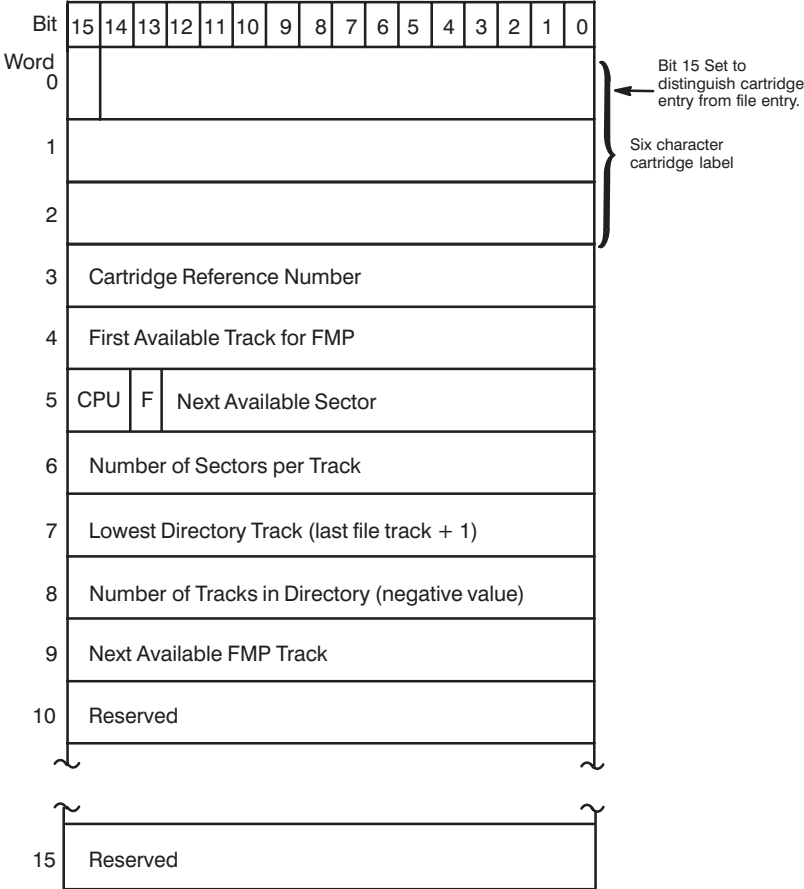 Bit 15 14 13 12 11 10 9 8 7 6 5 4 3 2 1 0
Word
0
Bit 15 Set to
distinguish cartridge
entry from file entry.
1
Six character
cartridge label
2
3 Cartridge Reference Number
4 First Available Track for FMP
5 CPU F Next Available Sector
6 Number of Sectors per Track
7 Lowest Directory Track (last file track + 1)
8 Number of Tracks in Directory (negative value)
9 Next Available FMP Track
10 Reserved
15 Reserved